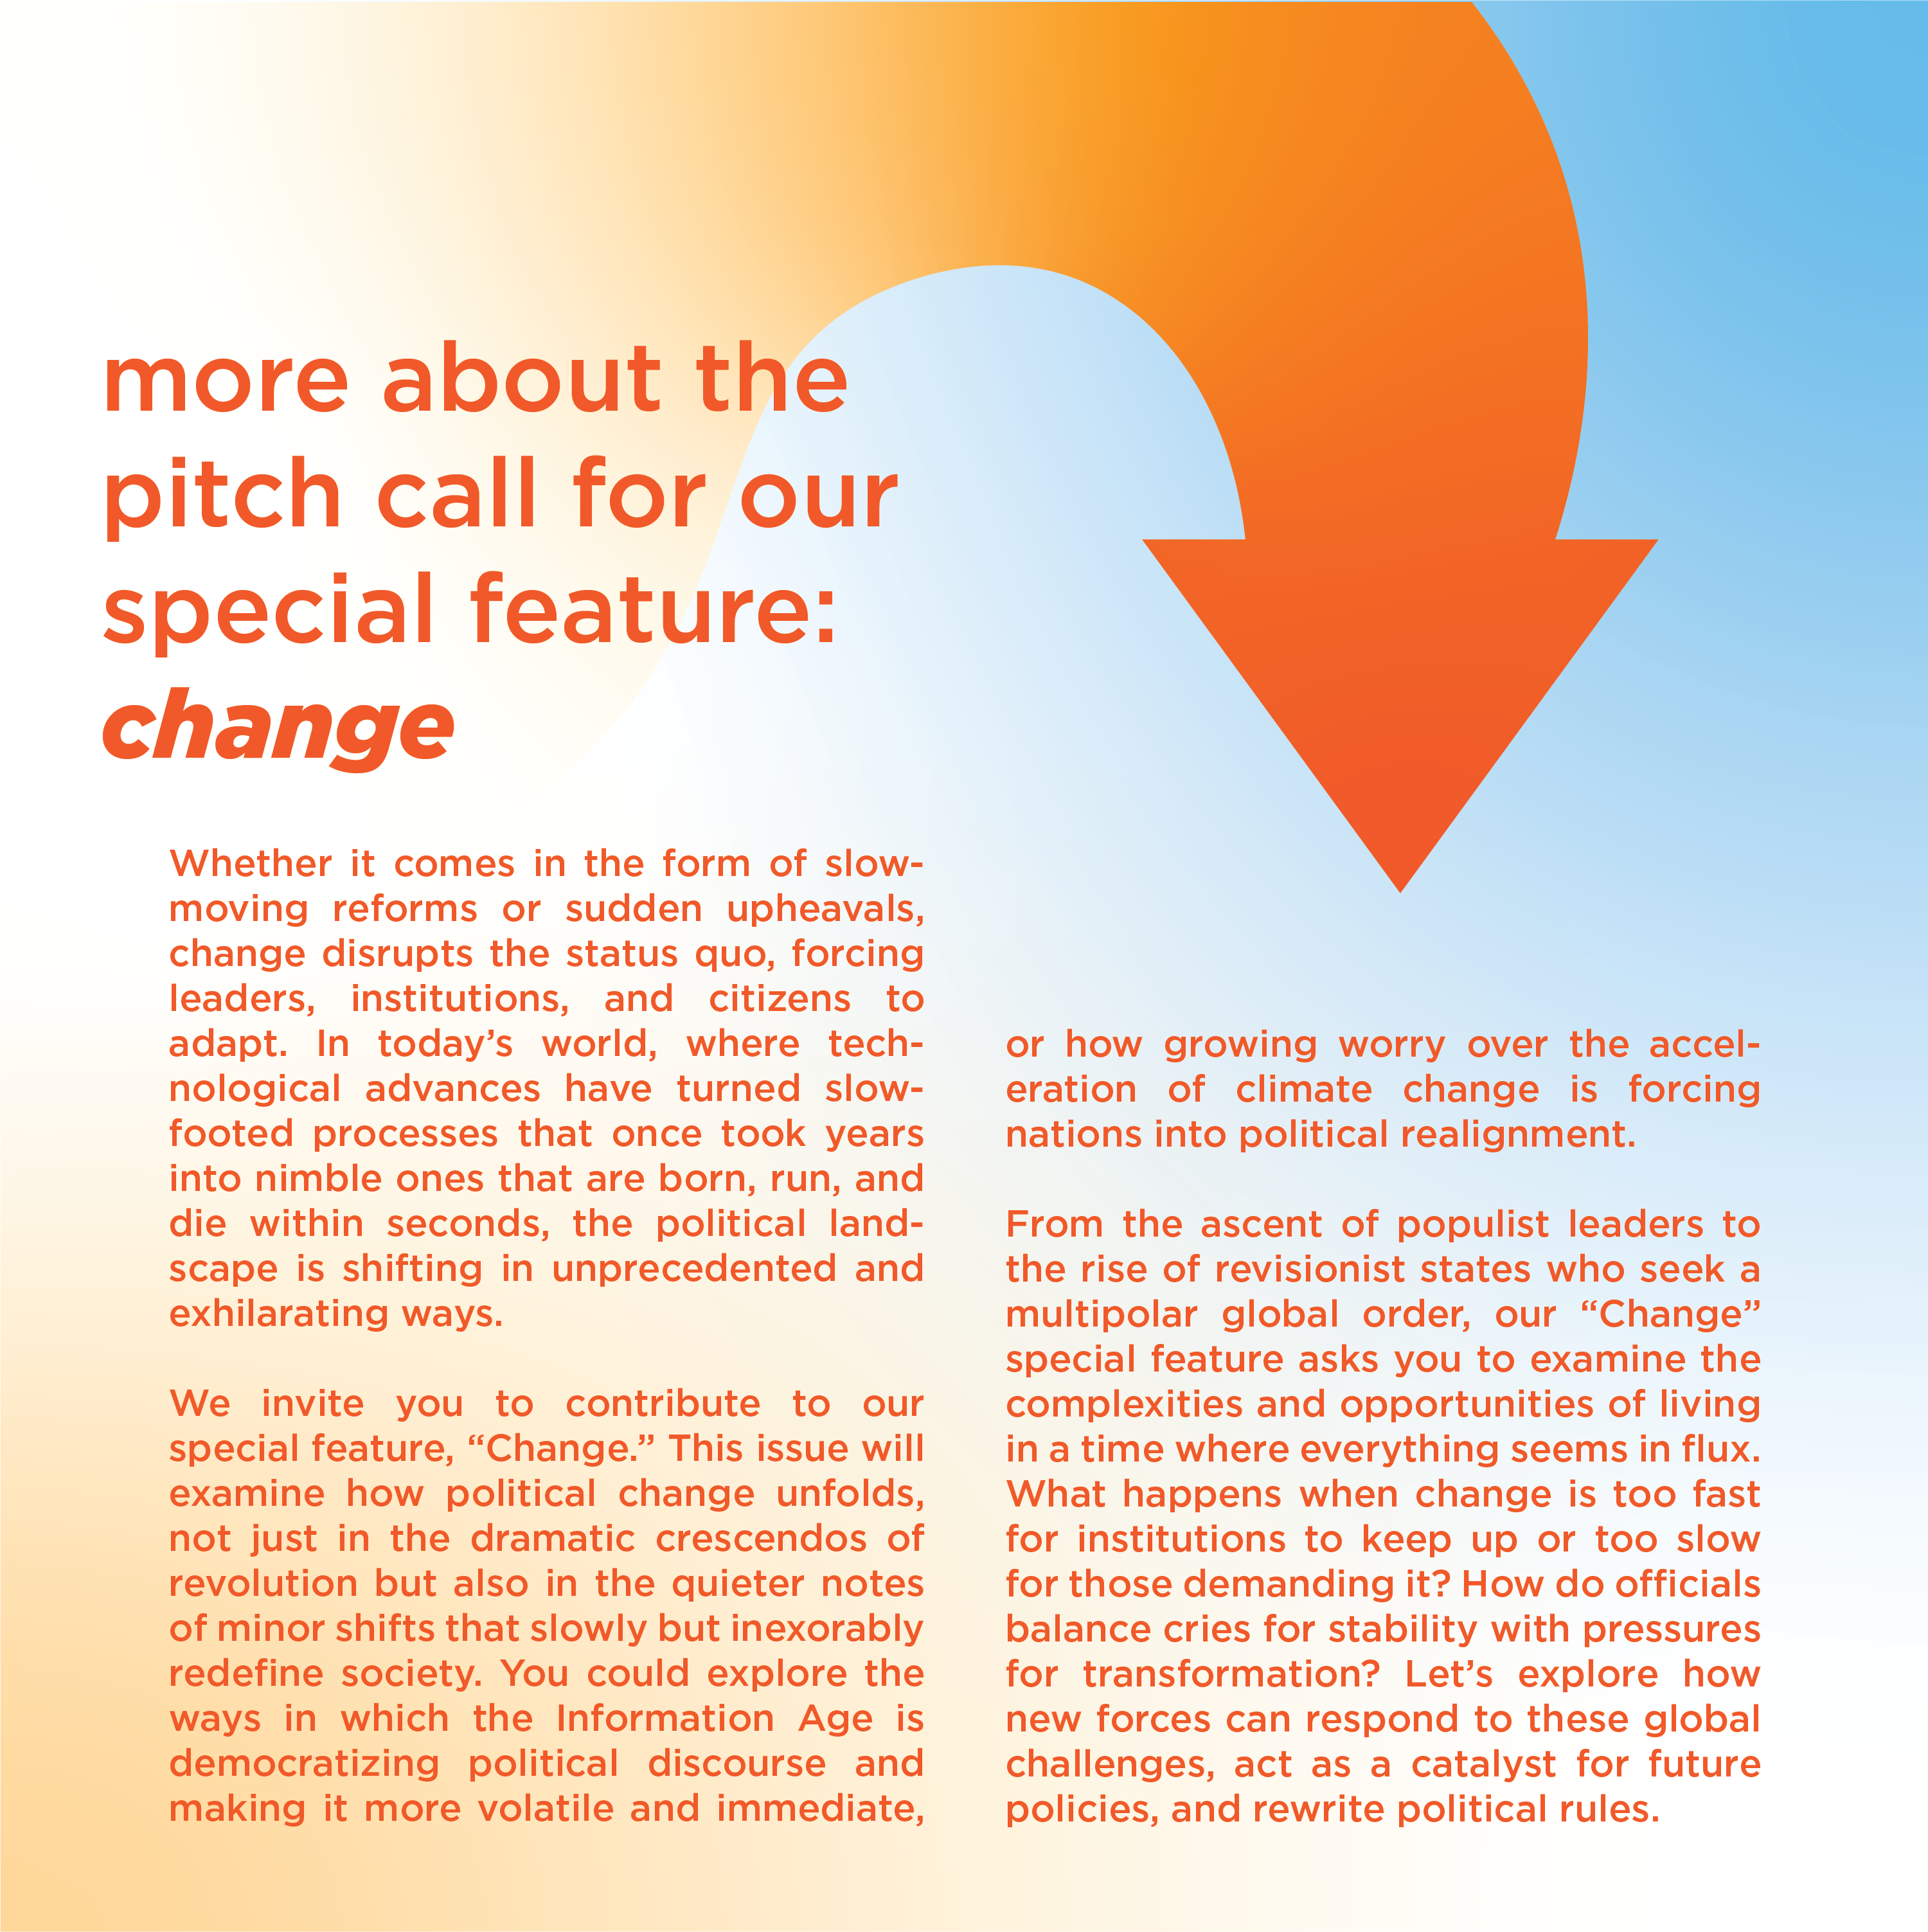 more about the
pitch call for our
special feature:
change
Whether it comes in the form of slow-
moving reforms or sudden upheavals,
change disrupts the status quo, forcing
leaders, institutions, and citizens to
adapt. In today’s world, where tech-
nological advances have turned slow-
footed processes that once took years
into nimble ones that are born, run, and
die within seconds, the political land-
scape is shifting in unprecedented and
exhilarating ways.
We invite you to contribute to our
special feature, “Change.” This issue will
examine how political change unfolds,
not just in the dramatic crescendos of
revolution but also in the quieter notes
of minor shifts that slowly but inexorably
redefine society. You could explore the
ways in which the Information Age is
democratizing political discourse and
making it more volatile and immediate,
or how growing worry over the accel-
eration of climate change is forcing
nations into political realignment.
From the ascent of populist leaders to
the rise of revisionist states who seek a
multipolar global order, our “Change”
special feature asks you to examine the
complexities and opportunities of living
in a time where everything seems in flux.
What happens when change is too fast
for institutions to keep up or too slow
for those demanding it? How do officials
balance cries for stability with pressures
for transformation? Let’s explore how
new forces can respond to these global
challenges, act as a catalyst for future
policies, and rewrite political rules.